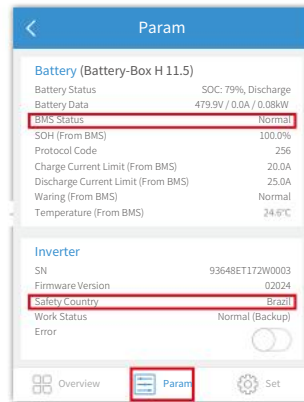 Param
Battery (Battery-Box H 11.5)
Battery Status SOC: 79%, Discharge
Battery Data 479.9V / 0.0A / 0.08kW
BMS Status Normal
SOH (From BMS) 100.0%
Protocol Code 256
Charge Current Limit (From BMS) 20.0A
Discharge Current Limit (From BMS) 25.0A
Waring (From BMS) Normal
Temperature (From BMS) 24.6°C
Inverter
SN 93648ET172W0003
Firmware Version 02024
Safety Country Brazil
Work Status Normal (Backup)
Error
Overview Param Set